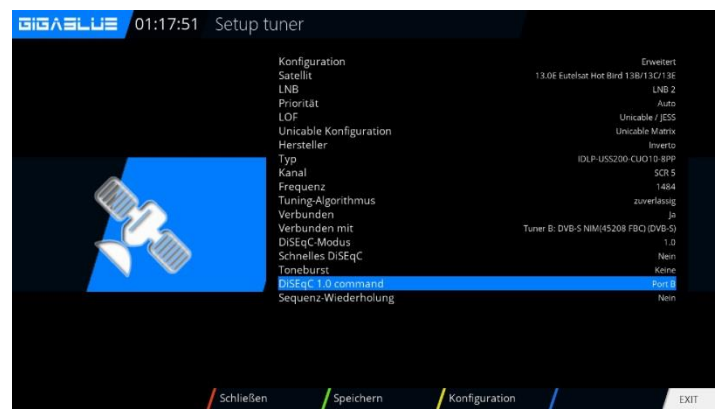 GIGABLUE 01:17:51 Setup tuner
Konfiguration Erweitert
Satellit 13.0E Eutelsat Hot Bird 13B/13C/13E
LNB LNB 2
Priorität Auto
LOF Unicable / JESS
Unicable Konfiguration Unicable Matrix
Hersteller Inverto
Typ IDLP-USS200-CUO10-8PP
Kanal SCR 5
Frequenz 1484
Tuning-Algorithmus zuverlässig
Verbunden Ja
Verbunden mit Tuner B: DVB-S NIM(45208 FBC) (DVB-S)
DiSEqC-Modus 1.0
Schnelles DiSEqC Nein
Toneburst Keine
DiSEqC 1.0 command Port B
Sequenz-Wiederholung Nein
Schließen Speichern Konfiguration EXIT